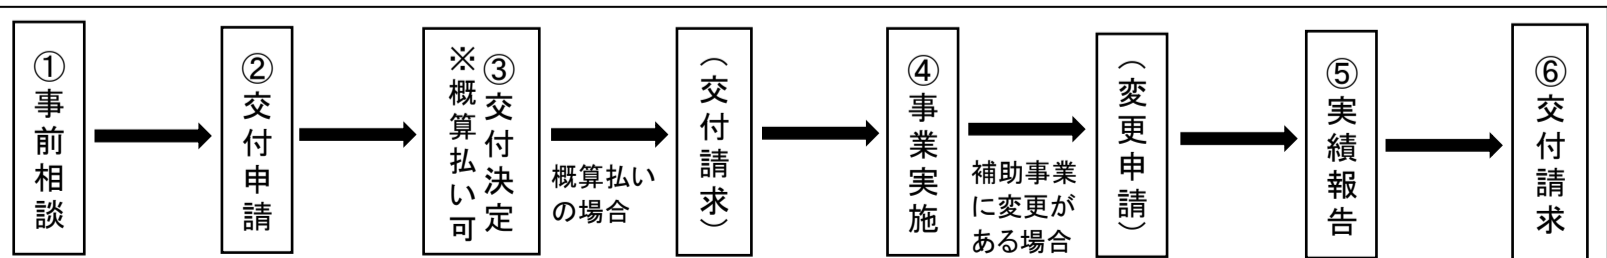 ①事前相談
②交付申請
③交付決定
※概算払い可
概算払い
の場合
（交付請求）
④事業実施
補助事業
に変更が
ある場合
（変更申請）
⑤実績報告
⑥交付請求